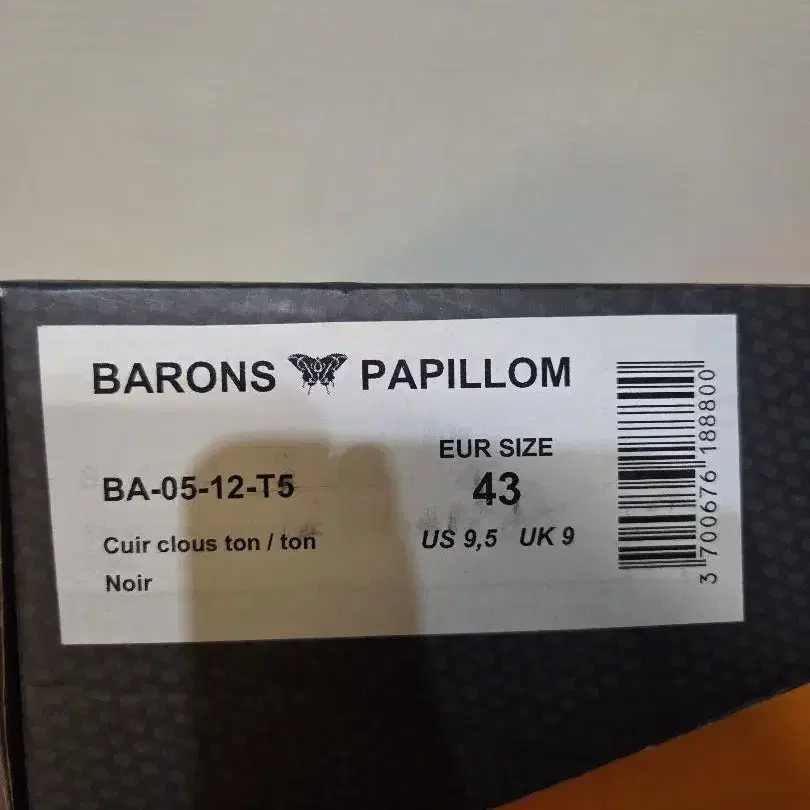 BARONS PAPILLOM
BA-05-12-T5
Cuir clous ton / ton
Noir
EUR SIZE
43
US 9,5 UK 9
3 700676 188800